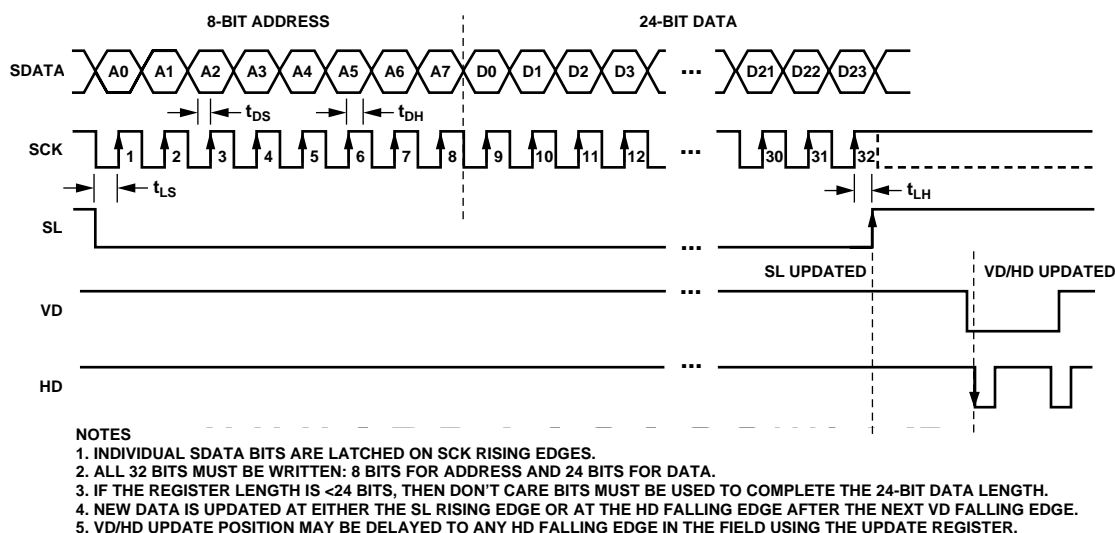 8-BIT ADDRESS 24-BIT DATA
SDATA A0 A1 A2 A3 A4 A5 A6 A7 D0 D1 D2 D3 ... D21 D22 D23
tDS tDH
SCK 1 2 3 4 5 6 7 8 9 10 11 12 ... 30 31 32
tLS tLH
SL ...
SL UPDATED VD/HD UPDATED
VD ...
HD ...
NOTES
1. INDIVIDUAL SDATA BITS ARE LATCHED ON SCK RISING EDGES.
2. ALL 32 BITS MUST BE WRITTEN: 8 BITS FOR ADDRESS AND 24 BITS FOR DATA.
3. IF THE REGISTER LENGTH IS <24 BITS, THEN DON'T CARE BITS MUST BE USED TO COMPLETE THE 24-BIT DATA LENGTH.
4. NEW DATA IS UPDATED AT EITHER THE SL RISING EDGE OR AT THE HD FALLING EDGE AFTER THE NEXT VD FALLING EDGE.
5. VD/HD UPDATE POSITION MAY BE DELAYED TO ANY HD FALLING EDGE IN THE FIELD USING THE UPDATE REGISTER.